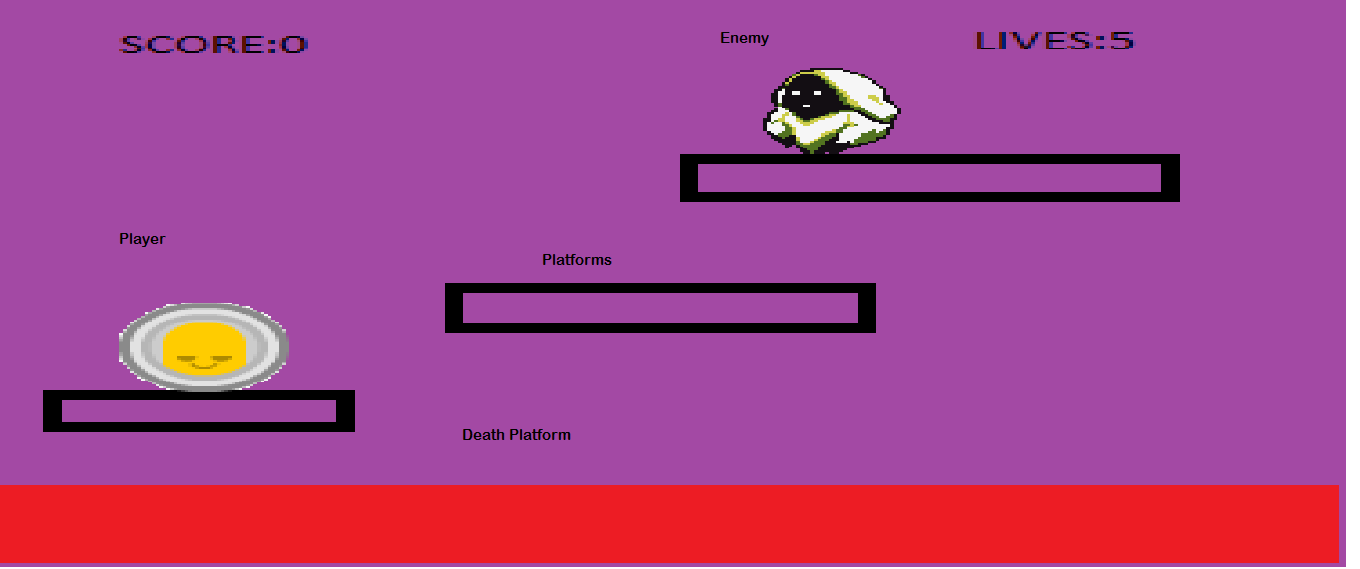 SCORE:0
Enemy
LIVES:5
Player
Platforms
Death Platform